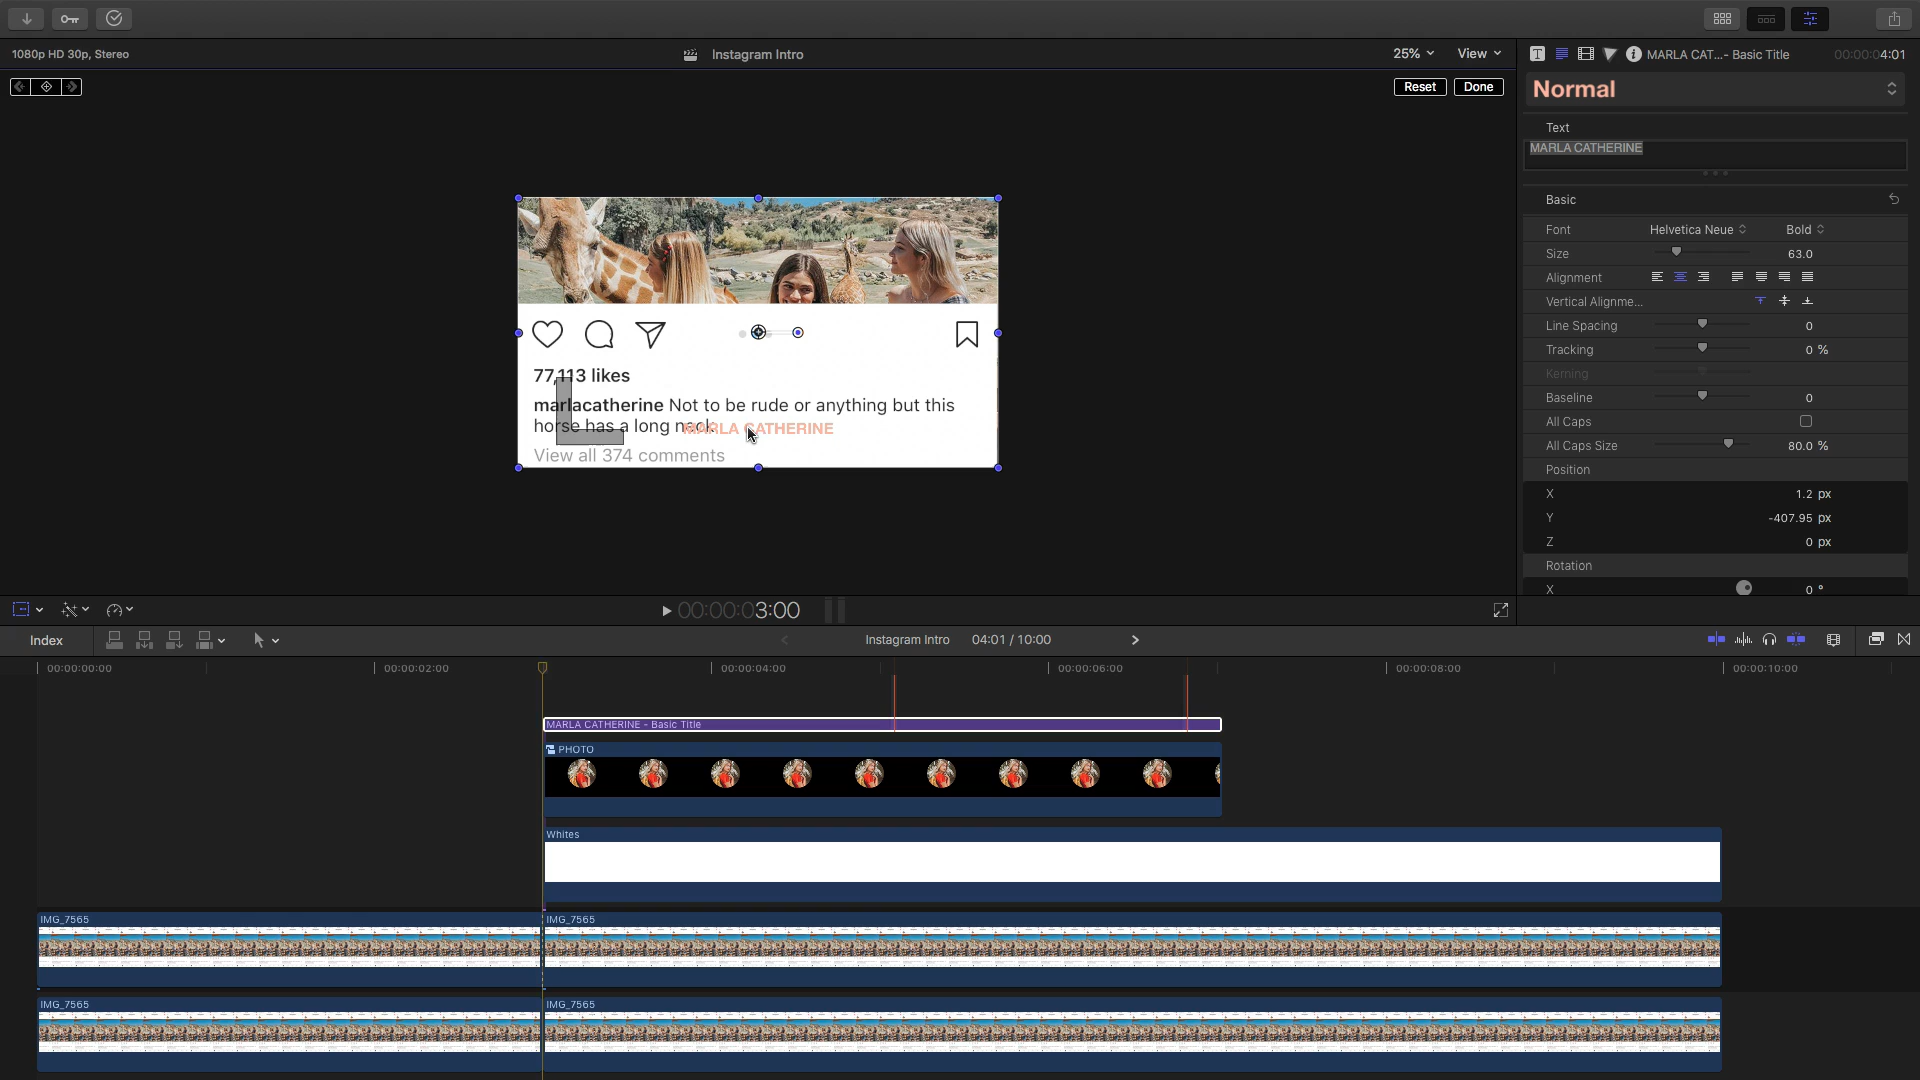 1080p HD 30p, Stereo
Instagram Intro
25%
View
MARLA CAT...- Basic Title
00:00:04:01
Reset
Done
Normal
Text
MARLA CATHERINE
Basic
Font
Helvetica Neue
Bold
Size
63.0
Alignment
Vertical Alignme...
Line Spacing
0
Tracking
0 %
Kerning
Baseline
0
All Caps
All Caps Size
80.0 %
Position
X
1.2 px
Y
-407.95 px
Z
0 px
Rotation
X
0 °
77,113 likes
marlacatherine Not to be rude or anything but this
horse has a long neck.
MARLA CATHERINE
View all 374 comments
00:00:03:00
Index
Instagram Intro
04:01 / 10:00
00:00:00:00
00:00:02:00
00:00:04:00
00:00:06:00
00:00:08:00
00:00:10:00
MARLA CATHERINE - Basic Title
PHOTO
Whites
IMG_7565
IMG_7565
IMG_7565
IMG_7565